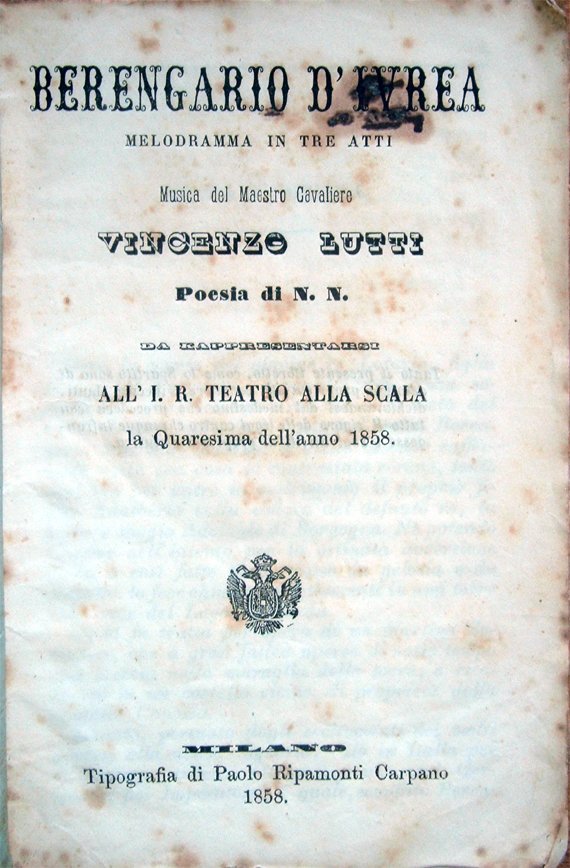 BERENGARIO D' IVREA
MELODRAMMA IN TRE ATTI
Musica del Maestro Cavaliere
VINCENZO LUTTI
Poesia di N. N.
DA RAPPRESENTARSI
ALL' I. R. TEATRO ALLA SCALA
la Quaresima dell'anno 1858.
MILANO
Tipografia di Paolo Ripamonti Carpano
1858.